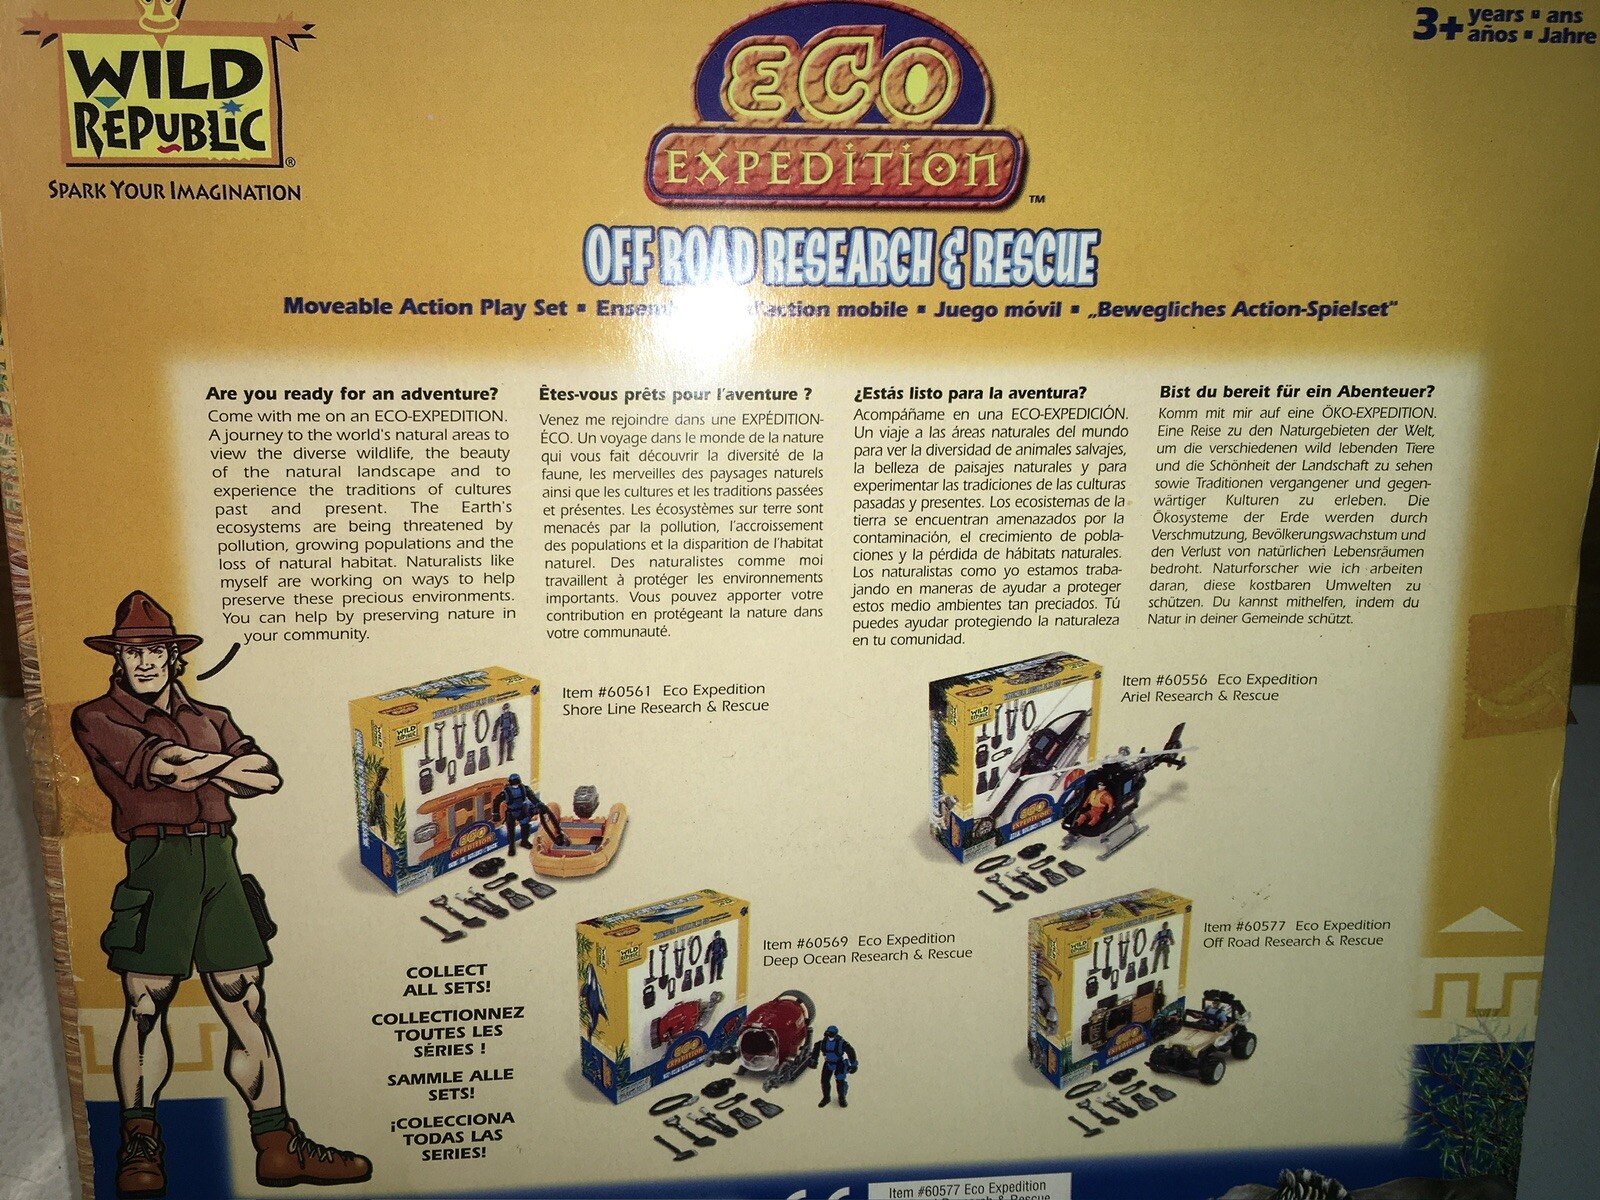 WILD
REPUBLIC
®
SPARK YOUR IMAGINATION
ECO
EXPEDITION
™
3+ years ▪ ans
años ▪ Jahre
OFF ROAD RESEARCH & RESCUE
Moveable Action Play Set ▪ d'action mobile ▪ Juego móvil ▪ „Bewegliches Action-Spielset"
Are you ready for an adventure?
Come with me on an ECO-EXPEDITION.
A journey to the world's natural areas to
view the diverse wildlife, the beauty
of the natural landscape and to
experience the traditions of cultures
past and present. The Earth's
ecosystems are being threatened by
pollution, growing populations and the
loss of natural habitat. Naturalists like
myself are working on ways to help
preserve these precious environments.
You can help by preserving nature in
your community.
Êtes-vous prêts pour l'aventure ?
Venez me rejoindre dans une EXPÉDITION-
ÉCO. Un voyage dans le monde de la nature
qui vous fait découvrir la diversité de la
faune, les merveilles des paysages naturels
ainsi que les cultures et les traditions passées
et présentes. Les écosystèmes sur terre sont
menacés par la pollution, l'accroissement
des populations et la disparition de l'habitat
naturel. Des naturalistes comme moi
travaillent à protéger les environnements
importants. Vous pouvez apporter votre
contribution en protégeant la nature dans
votre communauté.
¿Estás listo para la aventura?
Acompáñame en una ECO-EXPEDICIÓN.
Un viaje a las áreas naturales del mundo
para ver la diversidad de animales salvajes,
la belleza de paisajes naturales y para
experimentar las tradiciones de las culturas
pasadas y presentes. Los ecosistemas de la
tierra se encuentran amenazados por la
contaminación, el crecimiento de pobla-
ciones y la pérdida de hábitats naturales.
Los naturalistas como yo estamos traba-
jando en maneras de ayudar a proteger
estos medio ambientes tan preciados. Tú
puedes ayudar protegiendo la naturaleza
en tu comunidad.
Bist du bereit für ein Abenteuer?
Komm mit mir auf eine ÖKO-EXPEDITION.
Eine Reise zu den Naturgebieten der Welt,
um die verschiedenen wild lebenden Tiere
und die Schönheit der Landschaft zu sehen
sowie Traditionen vergangener und gegen-
wärtiger Kulturen zu erleben. Die
Ökosysteme der Erde werden durch
Verschmutzung, Bevölkerungswachstum und
den Verlust von natürlichen Lebensräumen
bedroht. Naturforscher wie ich arbeiten
daran, diese kostbaren Umwelten zu
schützen. Du kannst mithelfen, indem du
Natur in deiner Gemeinde schützt.
Item #60561 Eco Expedition
Shore Line Research & Rescue
Item #60556 Eco Expedition
Ariel Research & Rescue
Item #60569 Eco Expedition
Deep Ocean Research & Rescue
Item #60577 Eco Expedition
Off Road Research & Rescue
COLLECT
ALL SETS!
COLLECTIONNEZ
TOUTES LES
SÉRIES !
SAMMLE ALLE
SETS!
¡COLECCIONA
TODAS LAS
SERIES!
WILD
REPUBLIC
ECO
EXPEDITION
WILD
REPUBLIC
ECO
EXPEDITION
WILD
REPUBLIC
ECO
EXPEDITION
WILD
REPUBLIC
ECO
EXPEDITION
Item #60577 Eco Expedition